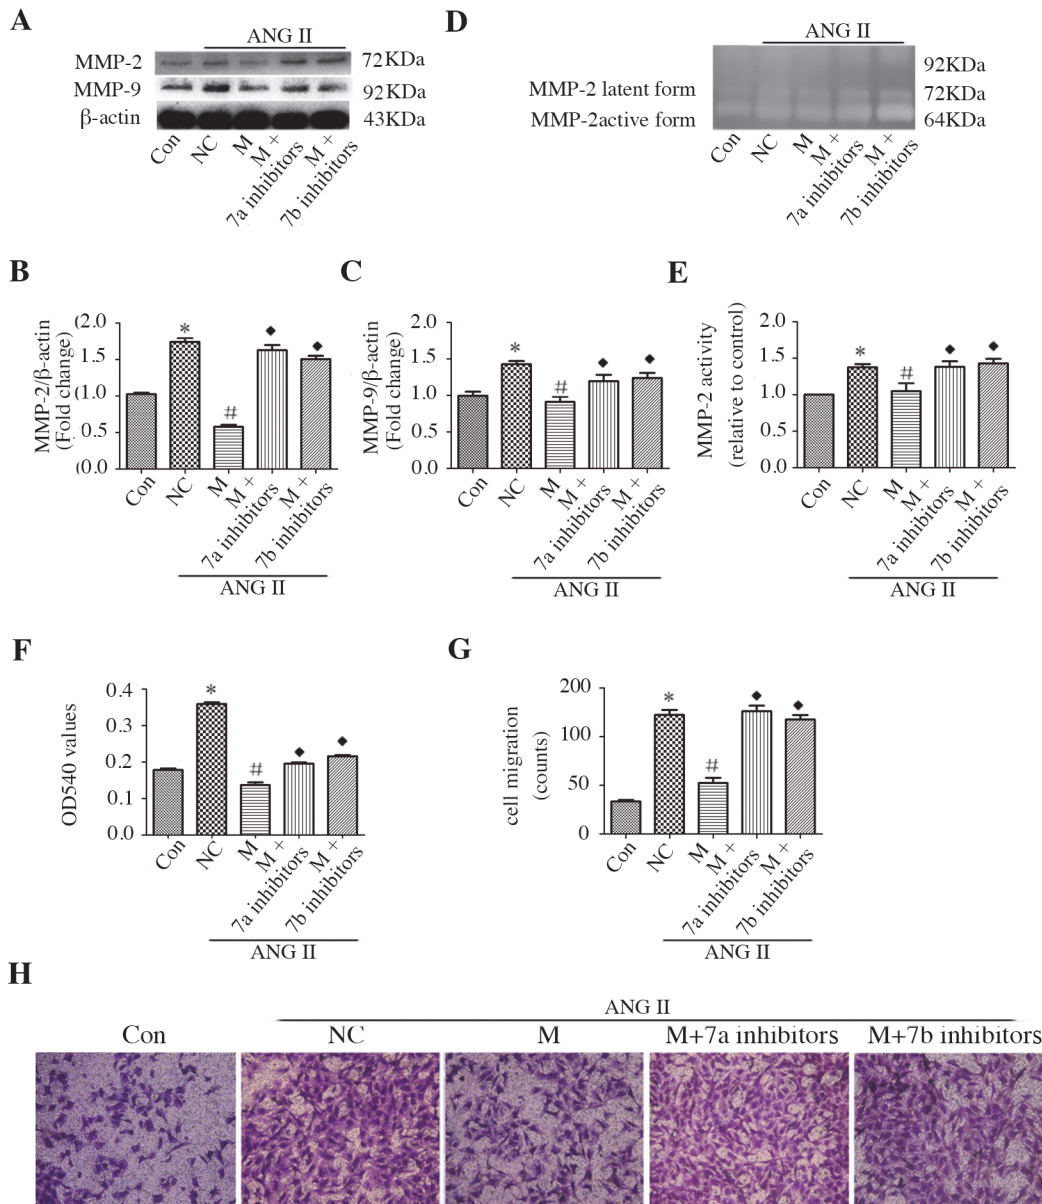 A
ANG II
MMP-2
72KDa
MMP-9
92KDa
β-actin
43KDa
Con
NC
M
M +
7a inhibitors
M +
7b inhibitors
D
ANG II
92KDa
MMP-2 latent form
72KDa
MMP-2active form
64KDa
Con
NC
M
M +
7a inhibitors
M +
7b inhibitors
B
MMP-2/β-actin
(Fold change)
(2.0
1.5
1.0
0.5
(0.0
*
#
◆
◆
Con
NC
M
M +
7a inhibitors
M +
7b inhibitors
ANG II
C
MMP-9/β-actin
(Fold change)
2.0
1.5
1.0
0.5
0.0
*
#
◆
◆
Con
NC
M
M +
7a inhibitors
M +
7b inhibitors
ANG II
E
MMP-2 activity
(relative to control)
2.0
1.5
1.0
0.5
0.0
*
#
◆
◆
Con
NC
M
M +
7a inhibitors
M +
7b inhibitors
ANG II
F
OD540 values
0.4
0.3
0.2
0.1
0.0
*
#
◆
◆
Con
NC
M
M +
7a inhibitors
M +
7b inhibitors
ANG II
G
cell migration
(counts)
200
100
50
0
*
#
◆
◆
Con
NC
M
M +
7a inhibitors
M +
7b inhibitors
ANG II
H
ANG II
Con
NC
M
M+7a inhibitors
M+7b inhibitors